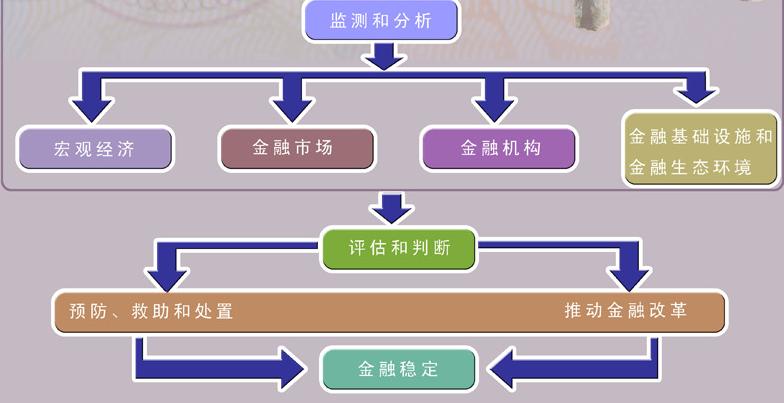 监测和分析
宏观经济
金融市场
金融机构
金融基础设施和
金融生态环境
评估和判断
预防、救助和处置
推动金融改革
金融稳定